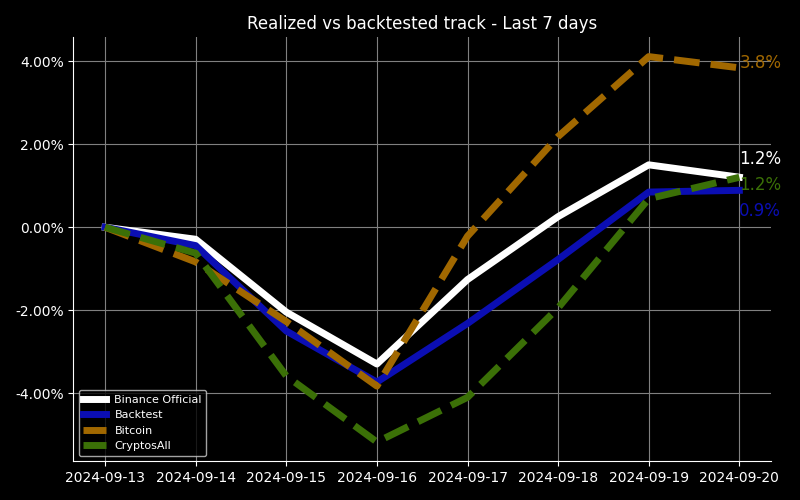 Realized vs backtested track - Last 7 days
4.00%
2.00%
0.00%
-2.00%
-4.00%
3.8%
1.2%
1.2%
0.9%
Binance Official
Backtest
Bitcoin
CryptosAll
2024-09-13 2024-09-14 2024-09-15 2024-09-16 2024-09-17 2024-09-18 2024-09-19 2024-09-20